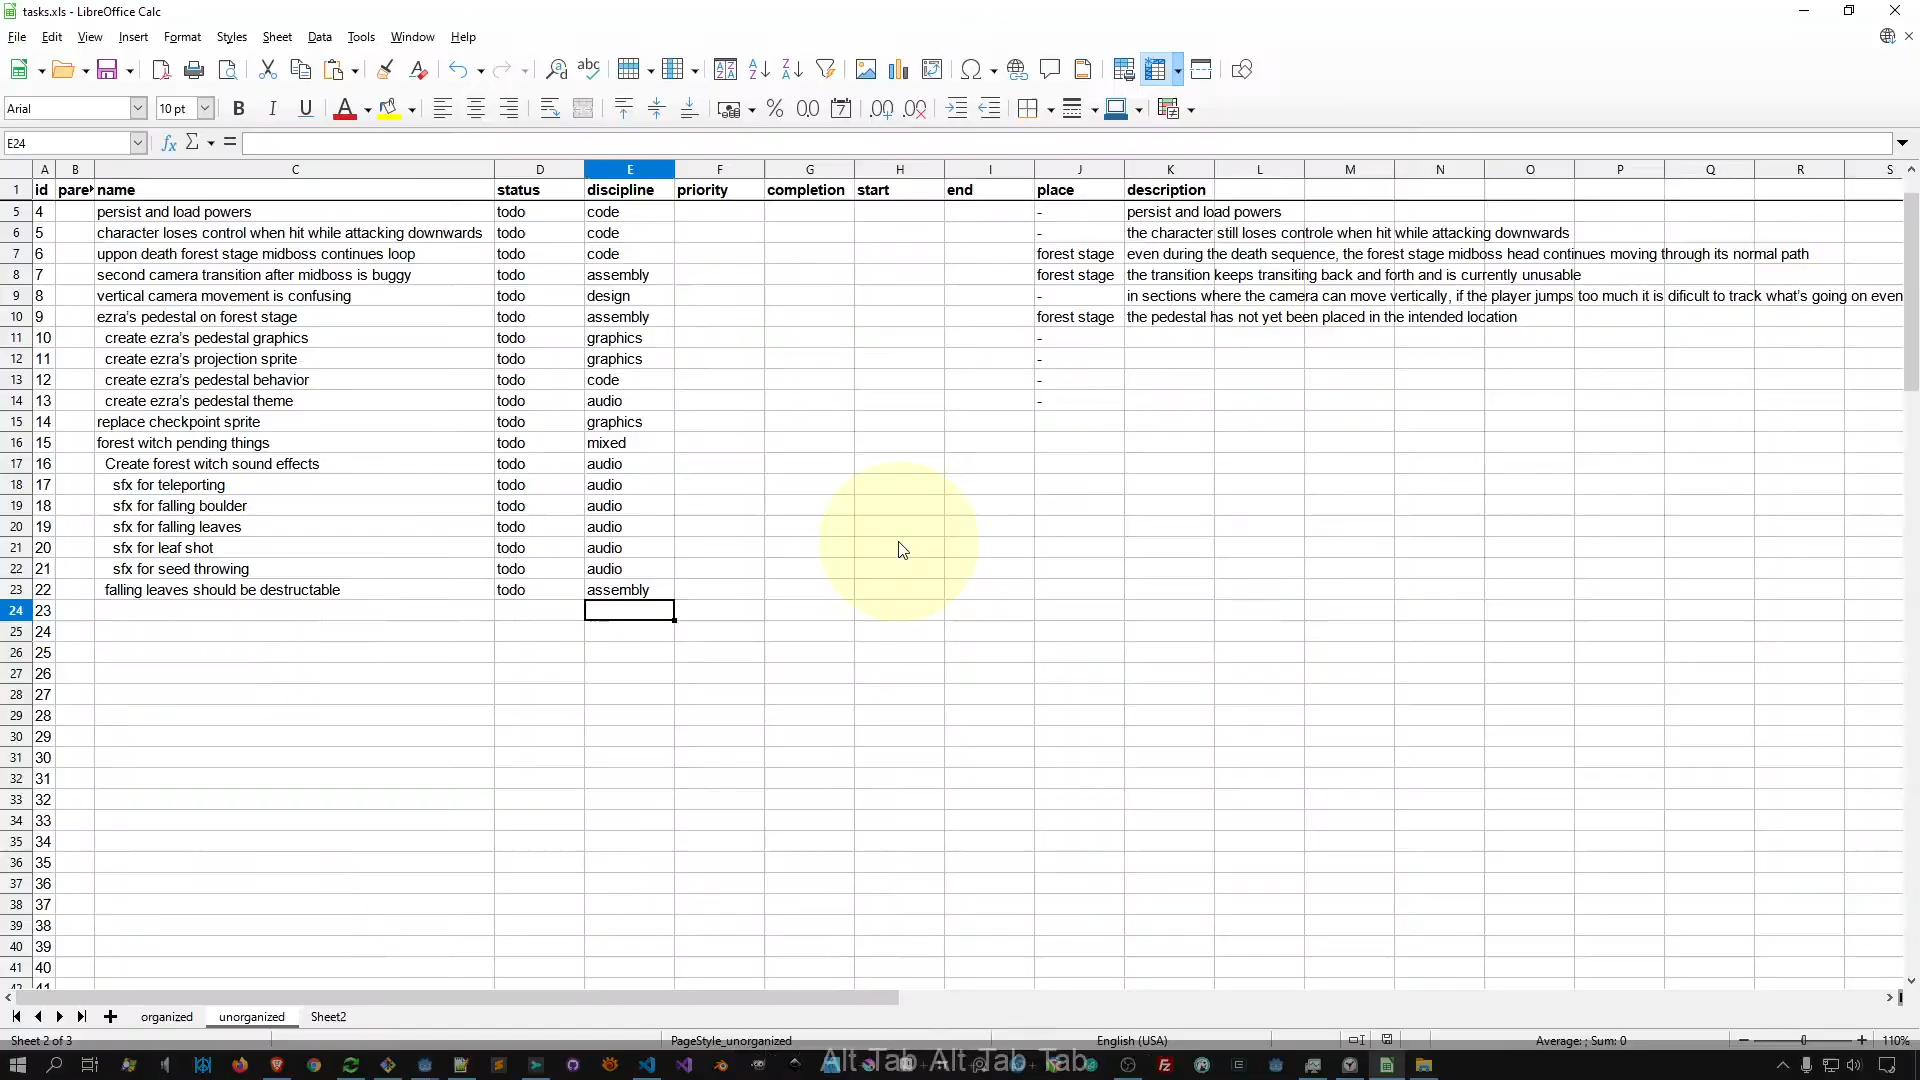 tasks.xls - LibreOffice Calc
File Edit View Insert Format Styles Sheet Data Tools Window Help
Arial 10 pt
E24
A B C D E F G H I J K L M N O P Q R S
1 id pare name status discipline priority completion start end place description
5 4 persist and load powers todo code - persist and load powers
6 5 character loses control when hit while attacking downwards todo code - the character still loses controle when hit while attacking downwards
7 6 uppon death forest stage midboss continues loop todo code forest stage even during the death sequence, the forest stage midboss head continues moving through its normal path
8 7 second camera transition after midboss is buggy todo assembly forest stage the transition keeps transiting back and forth and is currently unusable
9 8 vertical camera movement is confusing todo design - in sections where the camera can move vertically, if the player jumps too much it is dificult to track what's going on even
10 9 ezra's pedestal on forest stage todo assembly forest stage the pedestal has not yet been placed in the intended location
11 10 create ezra's pedestal graphics todo graphics -
12 11 create ezra's projection sprite todo graphics -
13 12 create ezra's pedestal behavior todo code -
14 13 create ezra's pedestal theme todo audio -
15 14 replace checkpoint sprite todo graphics
16 15 forest witch pending things todo mixed
17 16 Create forest witch sound effects todo audio
18 17 sfx for teleporting todo audio
19 18 sfx for falling boulder todo audio
20 19 sfx for falling leaves todo audio
21 20 sfx for leaf shot todo audio
22 21 sfx for seed throwing todo audio
23 22 falling leaves should be destructable todo assembly
24 23
25 24
26 25
27 26
28 27
29 28
30 29
31 30
32 31
33 32
34 33
35 34
36 35
37 36
38 37
39 38
40 39
41 40
42 41
organized unorganized Sheet2
Sheet 2 of 3 PageStyle_unorganized English (USA) Average: ; Sum: 0 110%
Alt Tab Alt Tab Tab